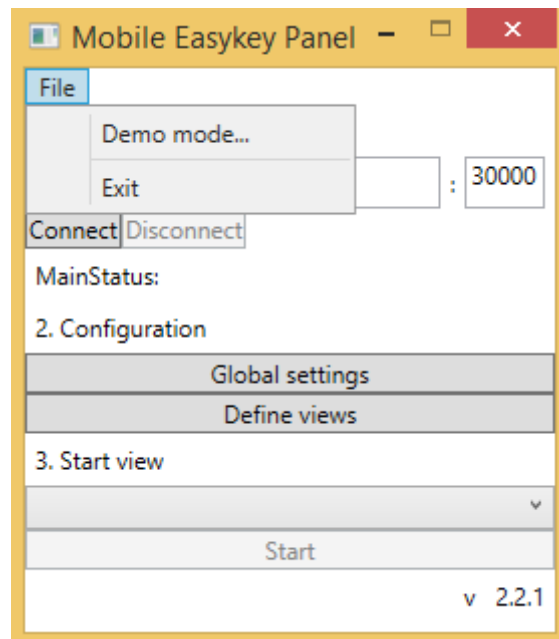 Mobile Easykey Panel
File
Demo mode...
Exit
: 30000
Connect Disconnect
MainStatus:
2. Configuration
Global settings
Define views
3. Start view
Start
v 2.2.1